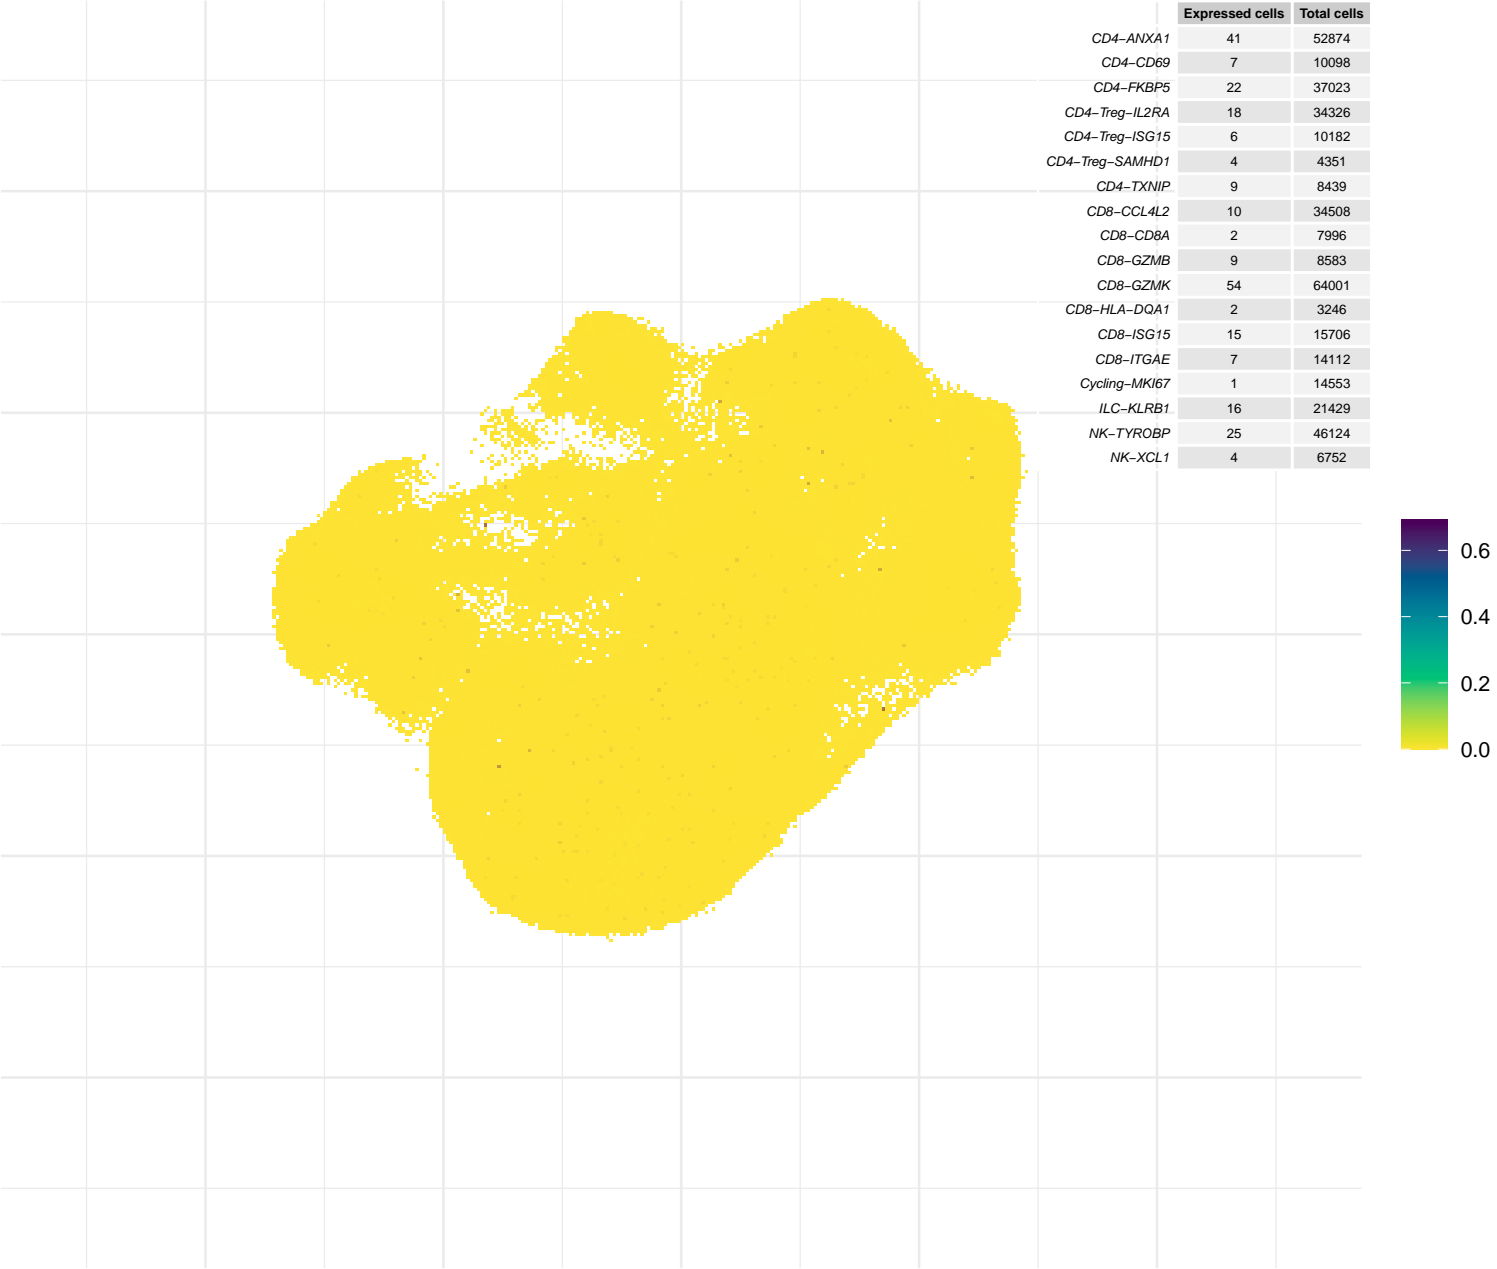 Expressed cells Total cells
CD4−ANXA1 41 52874
CD4−CD69 7 10098
CD4−FKBP5 22 37023
CD4−Treg−IL2RA 18 34326
CD4−Treg−ISG15 6 10182
CD4−Treg−SAMHD1 4 4351
CD4−TXNIP 9 8439
CD8−CCL4L2 10 34508
CD8−CD8A 2 7996
CD8−GZMB 9 8583
CD8−GZMK 54 64001
CD8−HLA−DQA1 2 3246
CD8−ISG15 15 15706
CD8−ITGAE 7 14112
Cycling−MKI67 1 14553
ILC−KLRB1 16 21429
NK−TYROBP 25 46124
NK−XCL1 4 6752
0.6
0.4
0.2
0.0